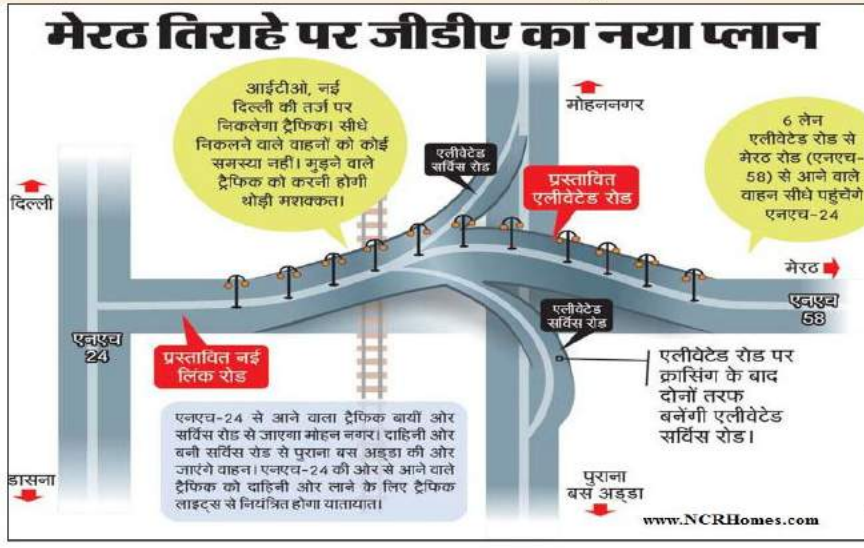 मेरठ तिराहे पर जीडीए का नया प्लान
आईटीओ, नई
दिल्ली की तर्ज पर
निकलेगा ट्रैफिक। सीधे
निकलने वाले वाहनों को कोई
समस्या नहीं। मुड़ने वाले
ट्रैफिक को करनी होगी
थोड़ी मशक्कत।
मोहननगर
6 लेन
एलीवेटेड रोड से
मेरठ रोड (एनएच-
58) से आने वाले
वाहन सीधे पहुंचेंगे
एनएच-24
एलीवेटेड
सर्विस रोड
प्रस्तावित
एलीवेटेड रोड
दिल्ली
मेरठ
एनएच
58
एनएच
24
प्रस्तावित नई
लिंक रोड
एलीवेटेड
सर्विस रोड
एलीवेटेड रोड पर
क्रासिंग के बाद
दोनों तरफ
बनेंगी एलीवेटेड
सर्विस रोड।
एनएच-24 से आने वाला ट्रैफिक बायीं ओर
सर्विस रोड से जाएगा मोहन नगर। दाहिनी ओर
बनी सर्विस रोड से पुराना बस अड्डा की ओर
जाएंगे वाहन। एनएच-24 की ओर से आने वाले
ट्रैफिक को दाहिनी ओर लाने के लिए ट्रैफिक
लाइट्स से नियंत्रित होगा यातायात।
डासना
पुराना
बस अड्डा
www.NCRHomes.com